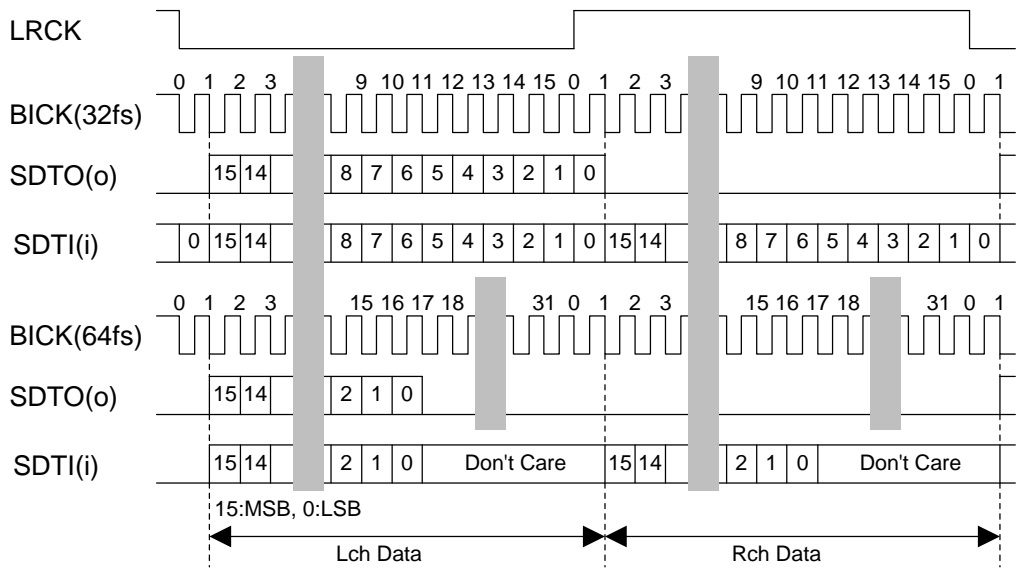 LRCK
0 1 2 3 9 10 11 12 13 14 15 0 1 2 3 9 10 11 12 13 14 15 0 1
BICK(32fs)
SDTO(o) 15 14 8 7 6 5 4 3 2 1 0
SDTI(i) 0 15 14 8 7 6 5 4 3 2 1 0 15 14 8 7 6 5 4 3 2 1 0
0 1 2 3 15 16 17 18 31 0 1 2 3 15 16 17 18 31 0 1
BICK(64fs)
SDTO(o) 15 14 2 1 0
SDTI(i) 15 14 2 1 0 Don't Care 15 14 2 1 0 Don't Care
15:MSB, 0:LSB
Lch Data Rch Data